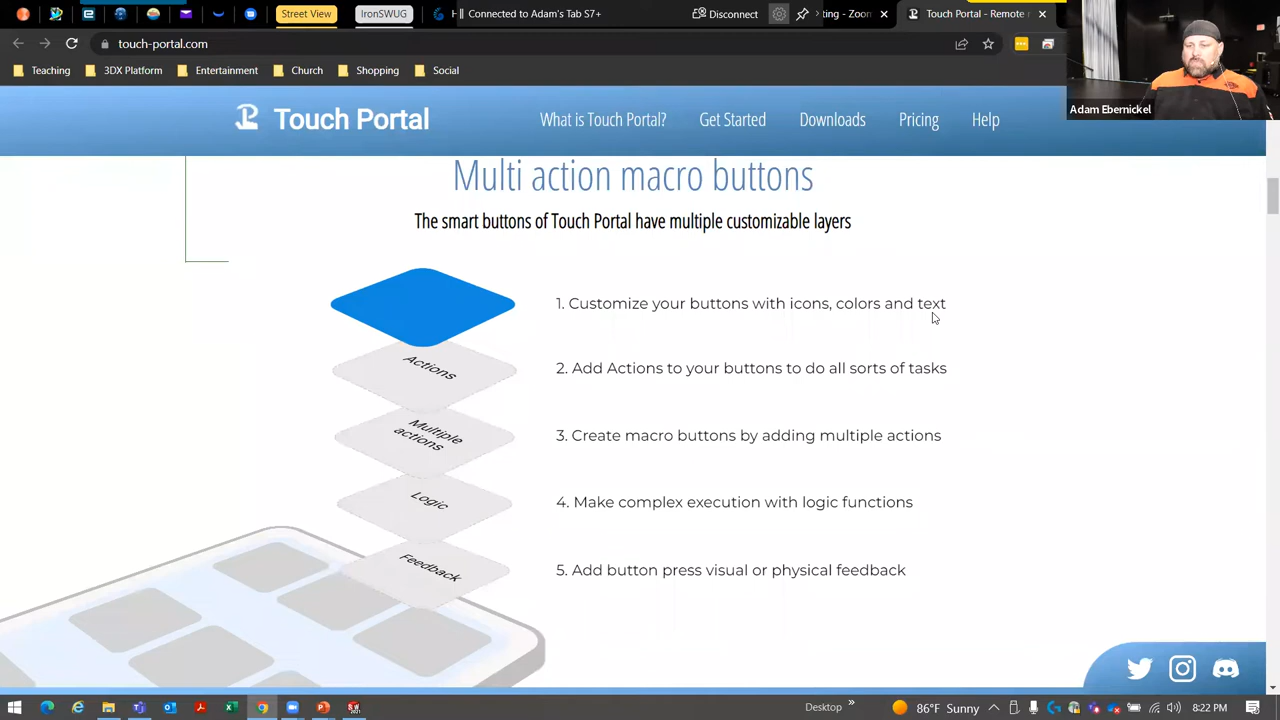 Street View
IronSWUG
Connected to Adam's Tab S7+
Disconnect
ting - Zoon
Touch Portal - Remote
touch-portal.com
Teaching
3DX Platform
Entertainment
Church
Shopping
Social
Adam Ebernickel
Touch Portal
What is Touch Portal?
Get Started
Downloads
Pricing
Help
Multi action macro buttons
The smart buttons of Touch Portal have multiple customizable layers
1. Customize your buttons with icons, colors and text
Actions
2. Add Actions to your buttons to do all sorts of tasks
Multiple
actions
3. Create macro buttons by adding multiple actions
Logic
4. Make complex execution with logic functions
Feedback
5. Add button press visual or physical feedback
Desktop
86°F Sunny
8:22 PM